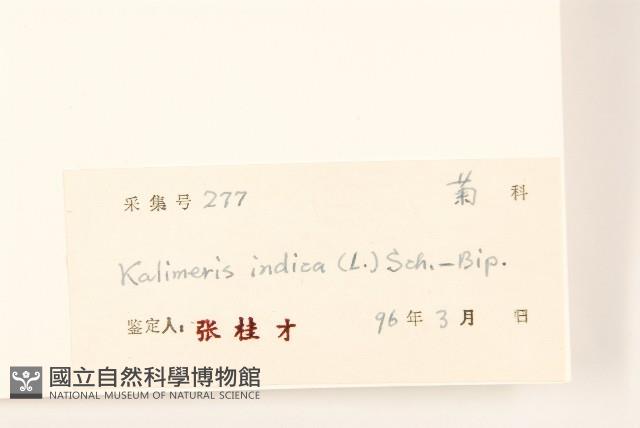 采集号 277 菊 科
Kalimeris indica (L.) Sch.-Bip.
鉴定人: 张桂才 96年3月 日
國立自然科學博物館
NATIONAL MUSEUM OF NATURAL SCIENCE